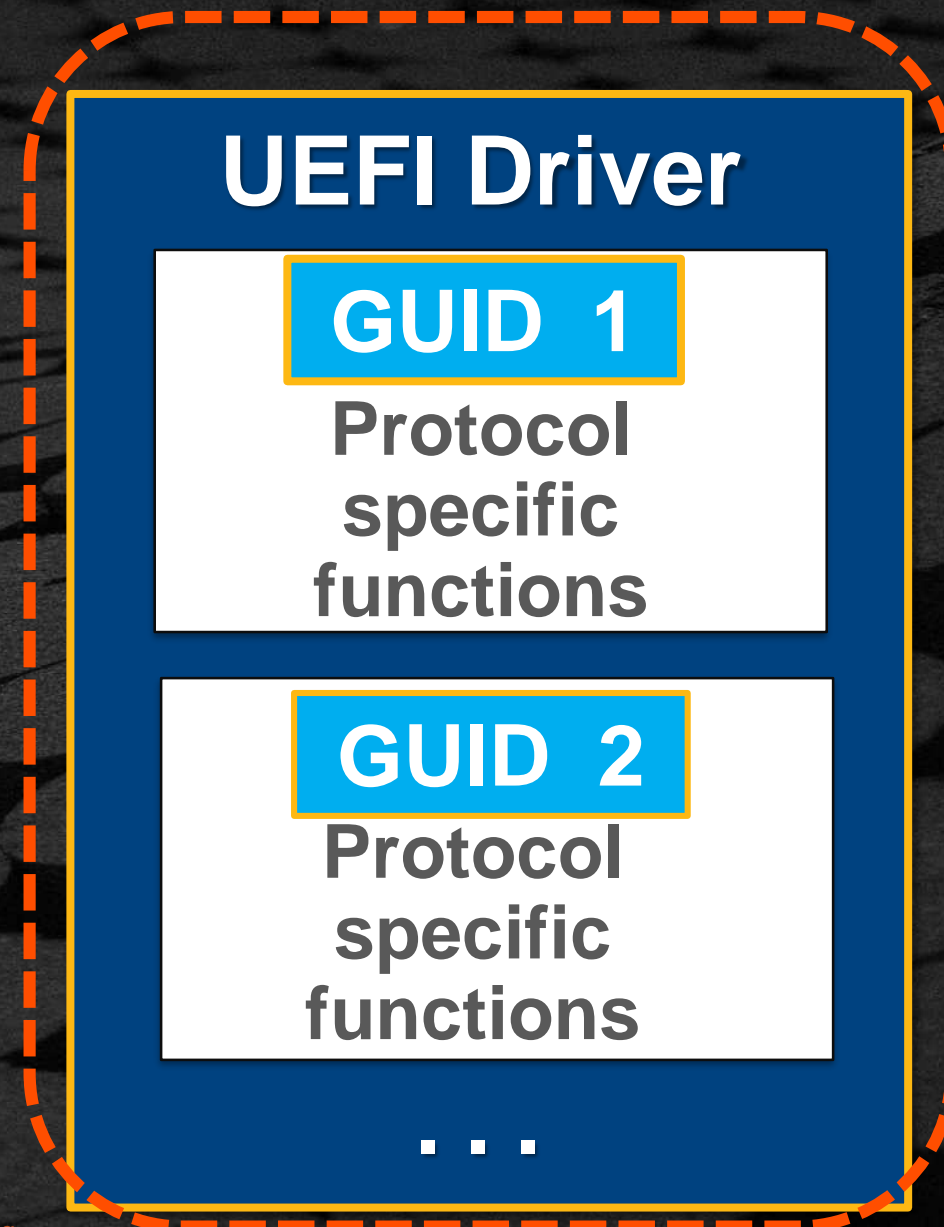 UEFI Driver
GUID 1
Protocol
specific
functions
GUID 2
Protocol
specific
functions
. . .